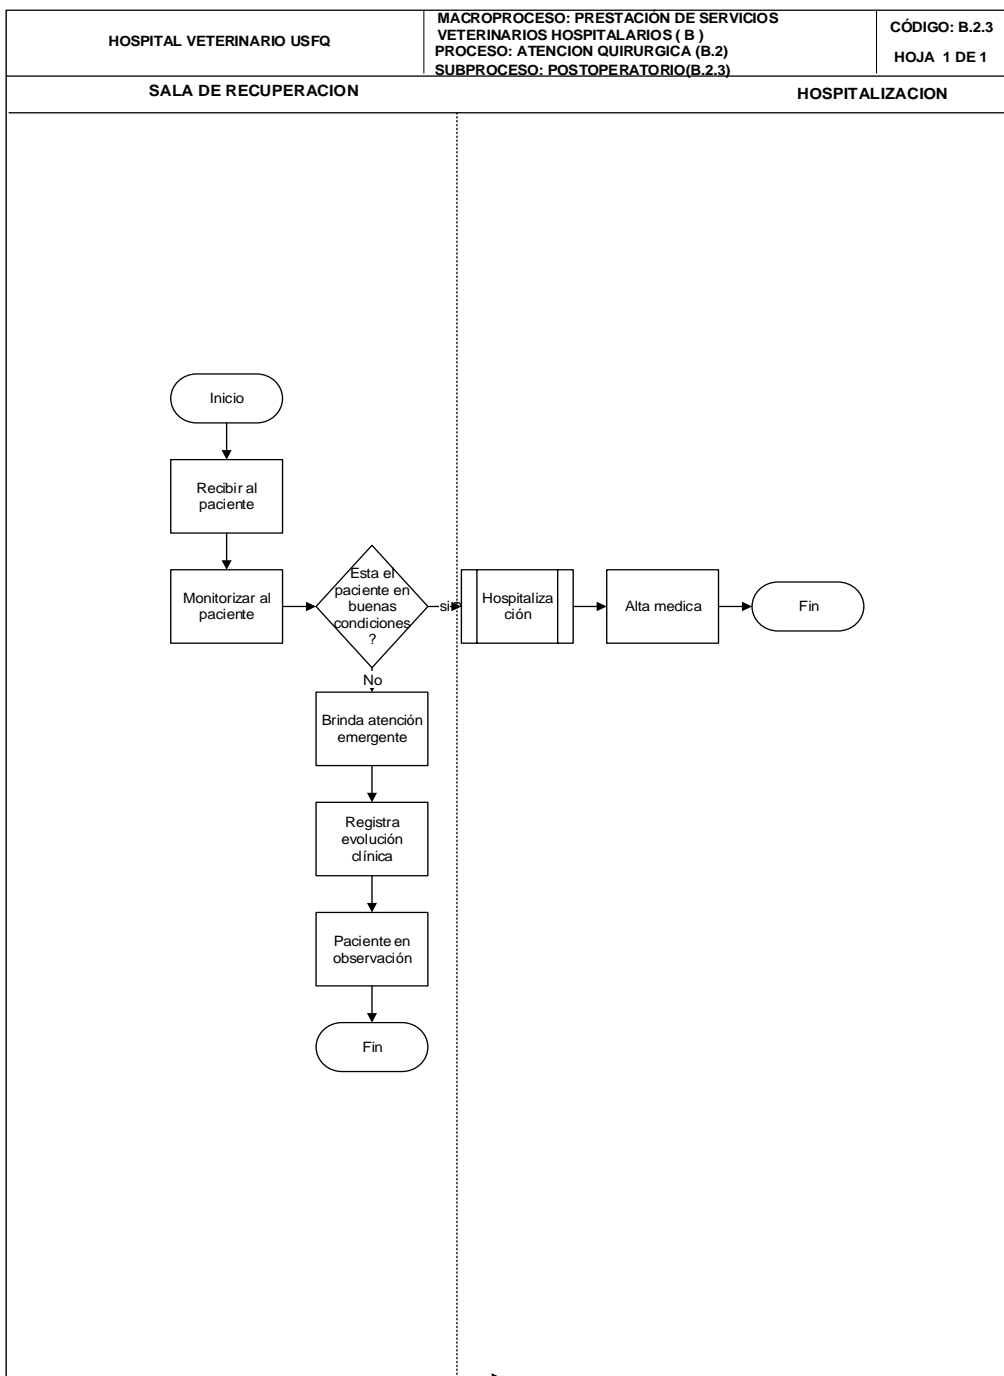 HOSPITAL VETERINARIO USFQ
MACROPROCESO: PRESTACIÓN DE SERVICIOS
VETERINARIOS HOSPITALARIOS ( B )
PROCESO: ATENCION QUIRURGICA (B.2)
SUBPROCESO: POSTOPERATORIO(B.2.3)
CÓDIGO: B.2.3
HOJA 1 DE 1
SALA DE RECUPERACION
HOSPITALIZACION
Inicio
Recibir al
paciente
Monitorizar al
paciente
Esta el
paciente en
buenas
condiciones
?
si
Hospitaliza
ción
Alta medica
Fin
No
Brinda atención
emergente
Registra
evolución
clínica
Paciente en
observación
Fin